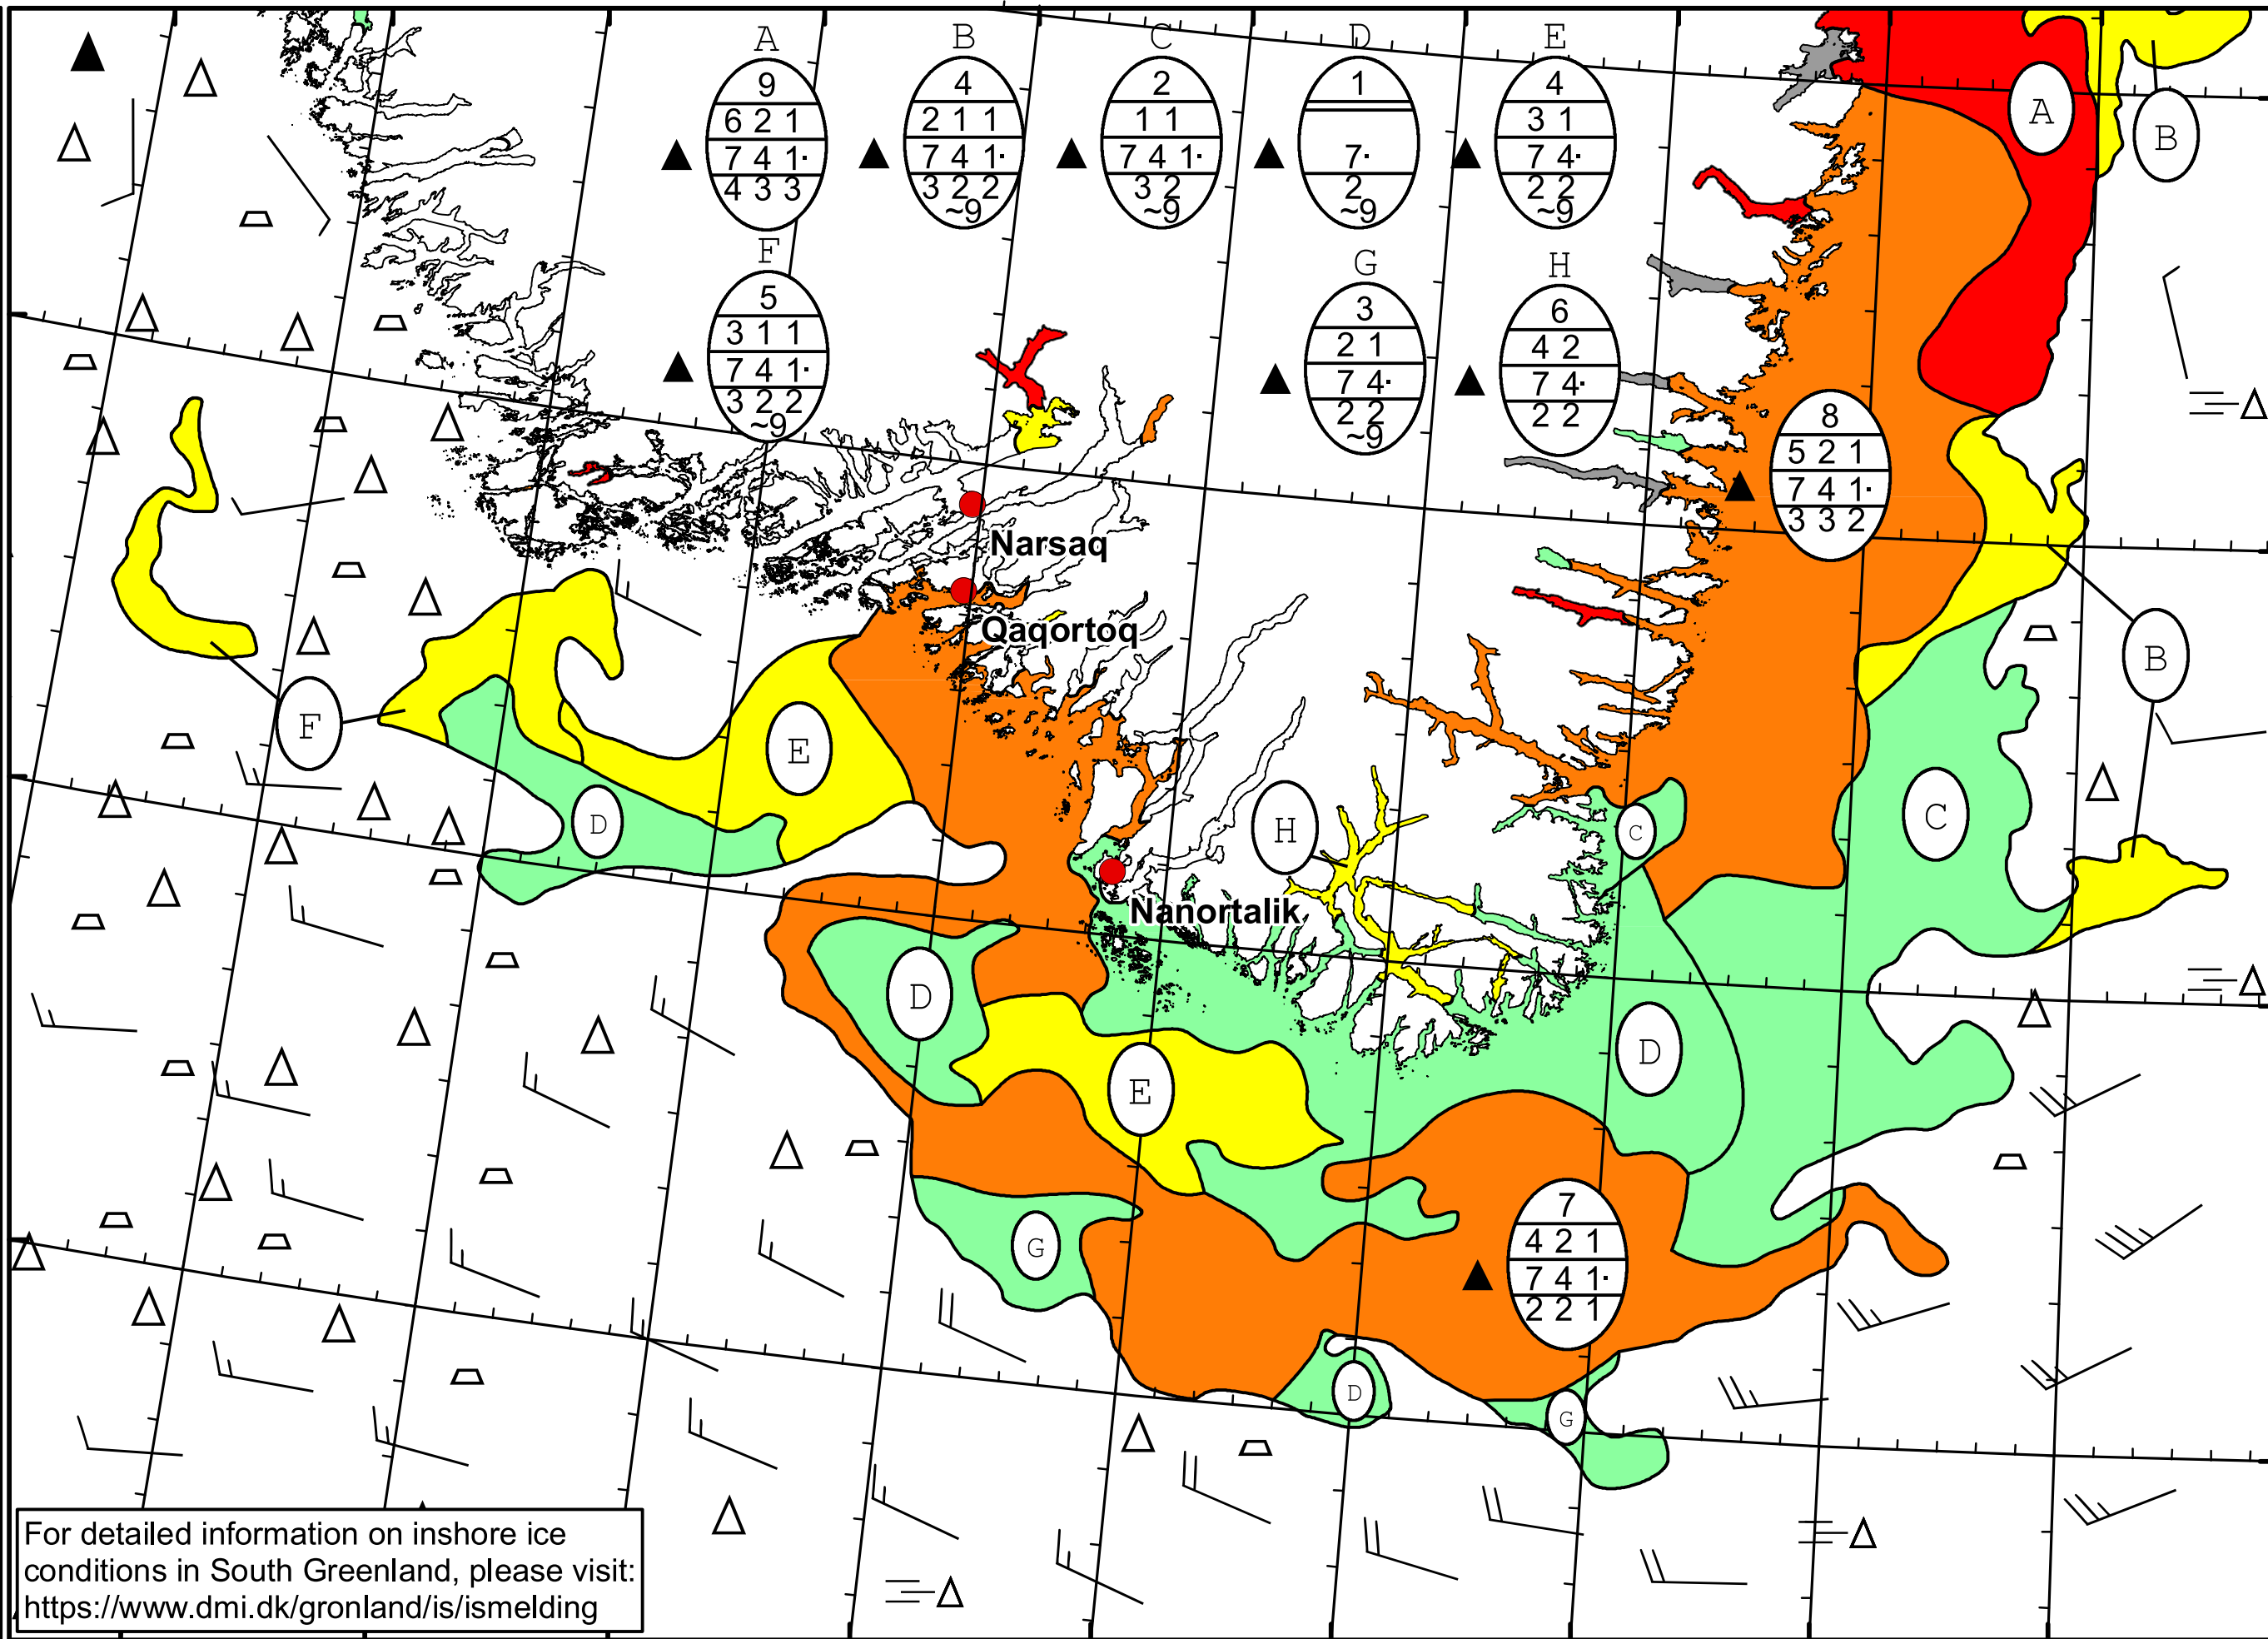 A B C D E
9
6 2 1
7 4 1·
4 3 3
4
2 1 1
7 4 1·
3 2 2
~9
2
1 1
7 4 1·
3 2
~9
1
7·
2
~9
4
3 1
7 4·
2 2
~9
F
5
3 1 1
7 4 1·
3 2 2
~9
G
3
2 1
7 4·
2 2
~9
H
6
4 2
7 4·
2 2
A
B
8
5 2 1
7 4 1·
3 3 2
Narsaq
Qaqortoq
B
F
E
D
H
C
C
Nanortalik
D
D
E
G
7
4 2 1
7 4 1·
2 2 1
D
G
For detailed information on inshore ice
conditions in South Greenland, please visit:
https://www.dmi.dk/gronland/is/ismelding